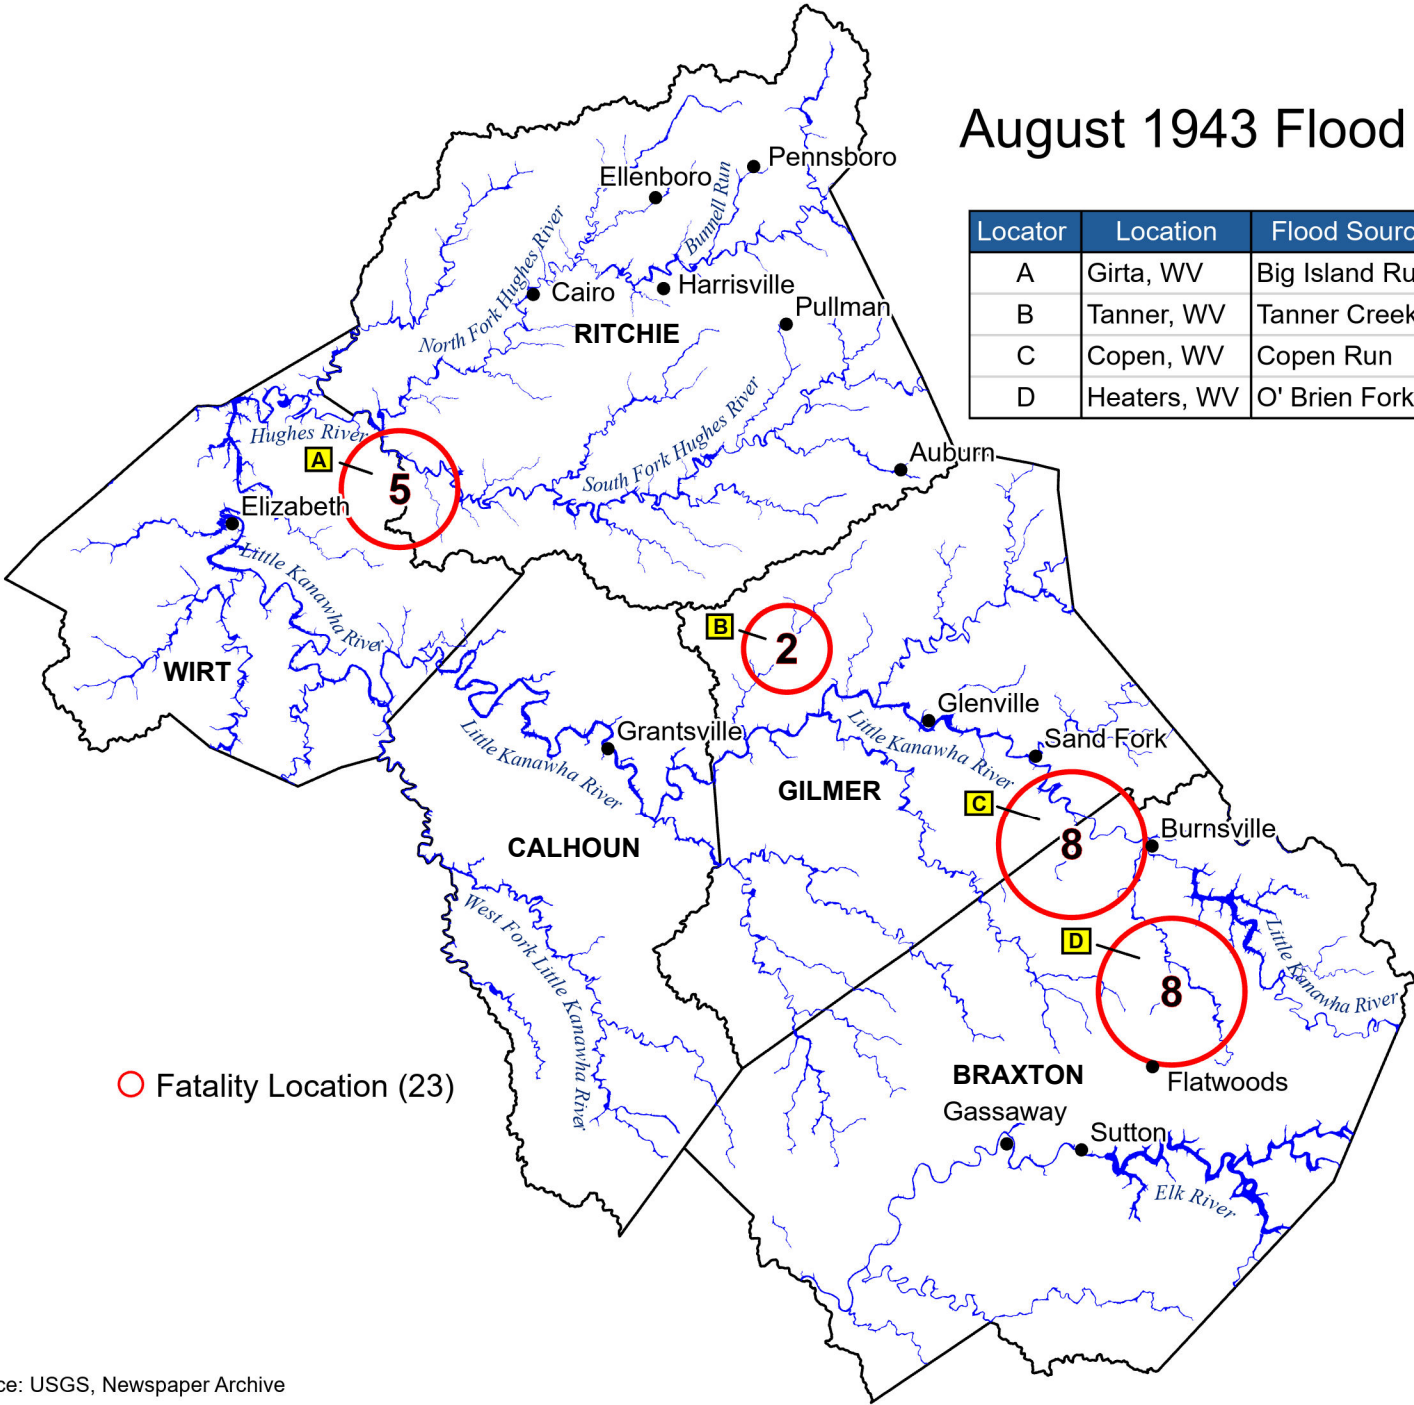 August 1943 Flood
Locator Location Flood Sourc
A Girta, WV Big Island Ru
B Tanner, WV Tanner Creek
C Copen, WV Copen Run
D Heaters, WV O' Brien Fork
Pennsboro
Ellenboro
Bunnell Run
North Fork Hughes River
Cairo
Harrisville
Pullman
RITCHIE
Hughes River
South Fork Hughes River
Auburn
A
5
Elizabeth
Little Kanawha River
WIRT
B
2
Glenville
Grantsville
Little Kanawha River
Little Kanawha River
Sand Fork
GILMER
C
8
Burnsville
CALHOUN
West Fork Little Kanawha River
D
8
Little Kanawha River
BRAXTON
Flatwoods
Gassaway
Sutton
Elk River
Fatality Location (23)
ce: USGS, Newspaper Archive